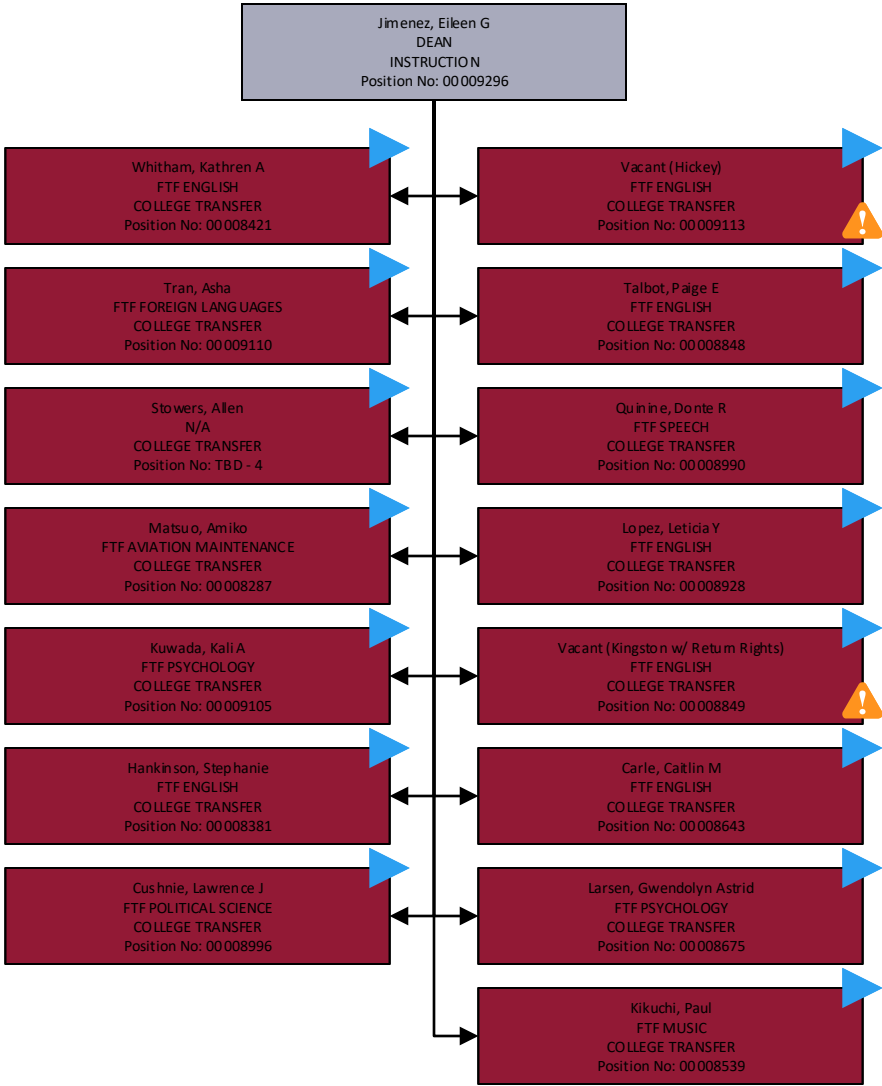 Jimenez, Eileen G
DEAN
INSTRUCTION
Position No: 00009296
Whitham, Kathren A
FTF ENGLISH
COLLEGE TRANSFER
Position No: 00008421
Vacant (Hickey)
FTF ENGLISH
COLLEGE TRANSFER
Position No: 00009113
Tran, Asha
FTF FOREIGN LANGUAGES
COLLEGE TRANSFER
Position No: 00009110
Talbot, Paige E
FTF ENGLISH
COLLEGE TRANSFER
Position No: 00008848
Stowers, Allen
N/A
COLLEGE TRANSFER
Position No: TBD - 4
Quinine, Donte R
FTF SPEECH
COLLEGE TRANSFER
Position No: 00008990
Matsuo, Amiko
FTF AVIATION MAINTENANCE
COLLEGE TRANSFER
Position No: 00008287
Lopez, Leticia Y
FTF ENGLISH
COLLEGE TRANSFER
Position No: 00008928
Kuwada, Kali A
FTF PSYCHOLOGY
COLLEGE TRANSFER
Position No: 00009105
Vacant (Kingston w/ Return Rights)
FTF ENGLISH
COLLEGE TRANSFER
Position No: 00008849
Hankinson, Stephanie
FTF ENGLISH
COLLEGE TRANSFER
Position No: 00008381
Carle, Caitlin M
FTF ENGLISH
COLLEGE TRANSFER
Position No: 00008643
Cushnie, Lawrence J
FTF POLITICAL SCIENCE
COLLEGE TRANSFER
Position No: 00008996
Larsen, Gwendolyn Astrid
FTF PSYCHOLOGY
COLLEGE TRANSFER
Position No: 00008675
Kikuchi, Paul
FTF MUSIC
COLLEGE TRANSFER
Position No: 00008539